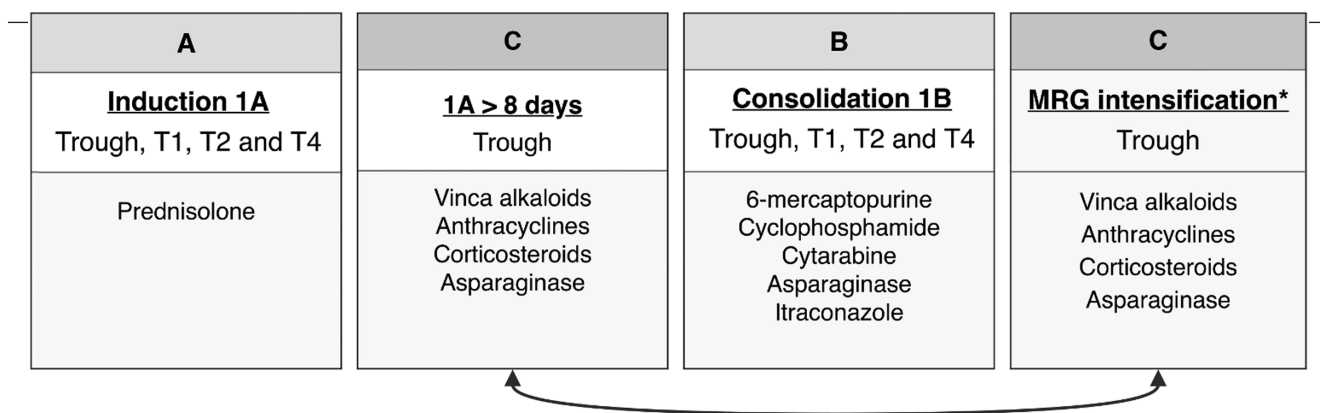 A
Induction 1A
Trough, T1, T2 and T4
Prednisolone
C
1A > 8 days
Trough
Vinca alkaloids
Anthracyclines
Corticosteroids
Asparaginase
B
Consolidation 1B
Trough, T1, T2 and T4
6-mercaptopurine
Cyclophosphamide
Cytarabine
Asparaginase
Itraconazole
C
MRG intensification*
Trough
Vinca alkaloids
Anthracyclines
Corticosteroids
Asparaginase